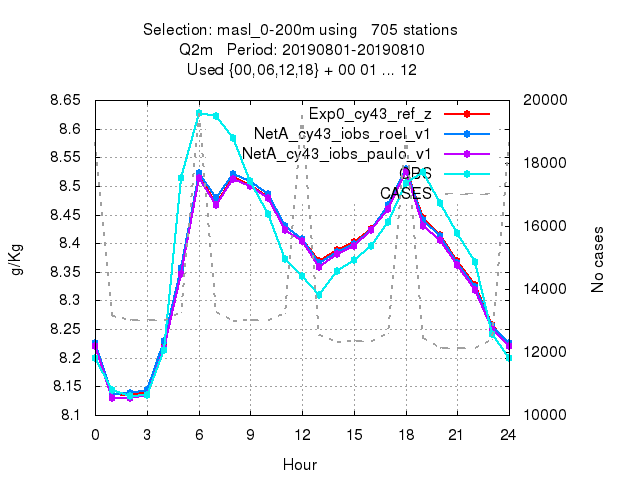 Selection: masl_0-200m using 705 stations
Q2m Period: 20190801-20190810
Used {00,06,12,18} + 00 01 ... 12
8.65
8.6
8.55
8.5
8.45
8.4
8.35
8.3
8.25
8.2
8.15
8.1
g/Kg
Exp0_cy43_ref_z
NetA_cy43_iobs_roel_v1
NetA_cy43_iobs_paulo_v1
OBS
CASES
20000
18000
16000
14000
12000
10000
No cases
0 3 6 9 12 15 18 21 24
Hour